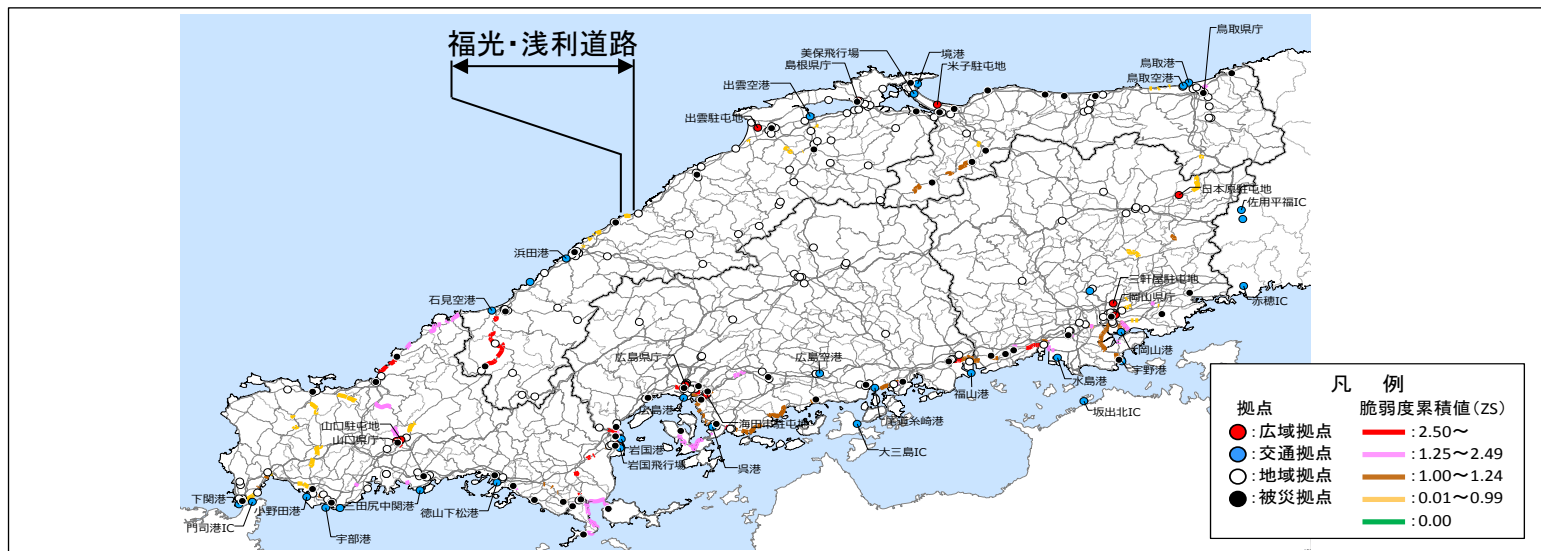 福光・浅利道路
鳥取県庁
美保飛行場
境港
島根県庁
米子駐屯地
鳥取港
鳥取空港
出雲空港
出雲駐屯地
日本原駐屯地
佐用平福IC
浜田港
三軒屋駐屯地
岡山県庁
赤穂IC
石見空港
岡山港
宇野港
広島県庁
広島空港
水島港
福山港
坂出北IC
広島港
海田市駐屯地
尾道糸崎港
大三島IC
呉港
岩国港
岩国飛行場
山口駐屯地
山口県庁
下関港
門司港IC
小野田港
宇部港
三田尻中関港
徳山下松港
凡 例
拠点
脆弱度累積値(ZS)
:広域拠点
:2.50～
:交通拠点
:1.25～2.49
:地域拠点
:1.00～1.24
:被災拠点
:0.01～0.99
:0.00